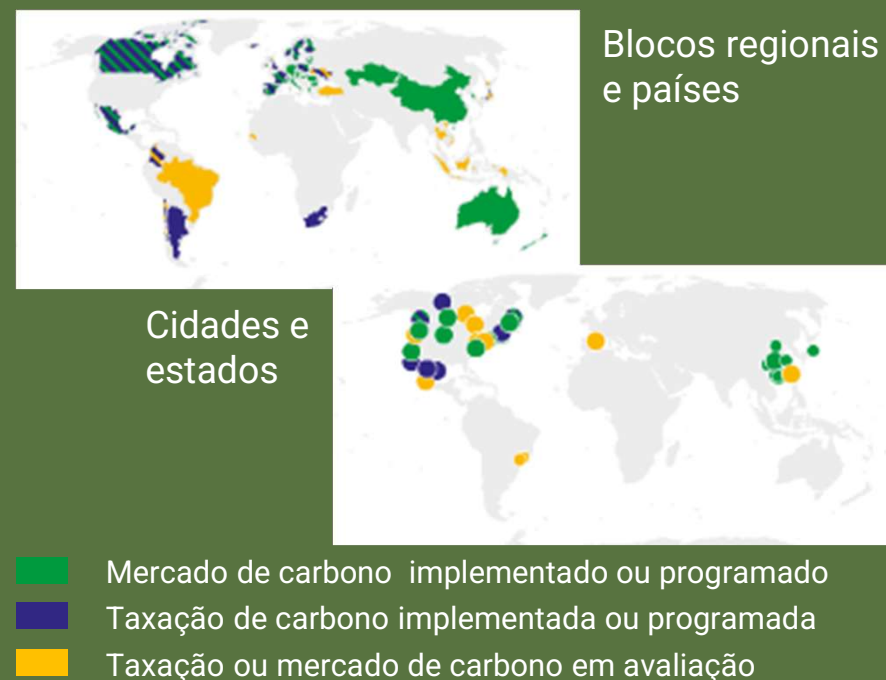 Blocos regionais
e países
Cidades e
estados
Mercado de carbono implementado ou programado
Taxação de carbono implementada ou programada
Taxação ou mercado de carbono em avaliação